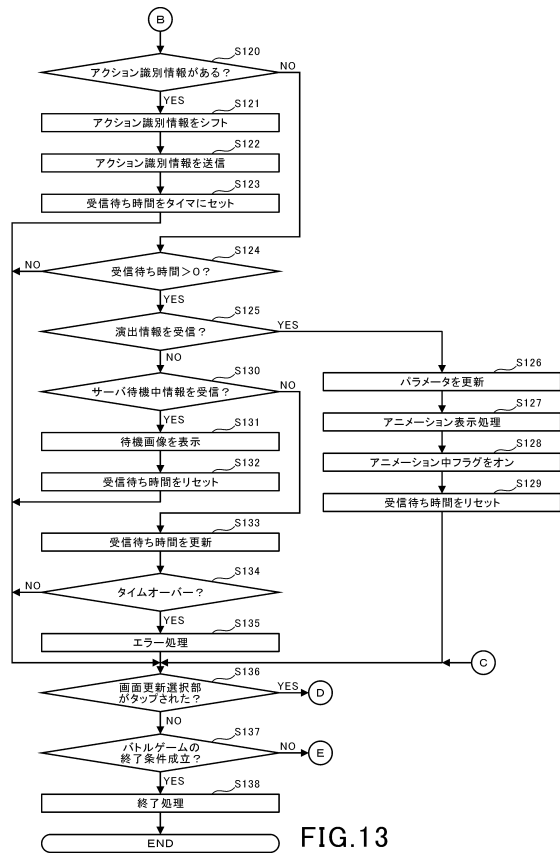 B
S120
アクション識別情報がある？
NO
YES
S121
アクション識別情報をシフト
S122
アクション識別情報を送信
S123
受信待ち時間をタイマにセット
S124
NO
受信待ち時間＞0？
YES
S125
演出情報を受信？
YES
NO
S126
パラメータを更新
S130
サーバ待機中情報を受信？
NO
YES
S127
アニメーション表示処理
S131
待機画像を表示
S128
アニメーション中フラグをオン
S132
受信待ち時間をリセット
S129
受信待ち時間をリセット
S133
受信待ち時間を更新
S134
NO
タイムオーバー？
YES
S135
エラー処理
C
S136
画面更新選択部
がタップされた？
YES
D
NO
S137
バトルゲームの
終了条件成立？
NO
E
YES
S138
終了処理
END
FIG.13